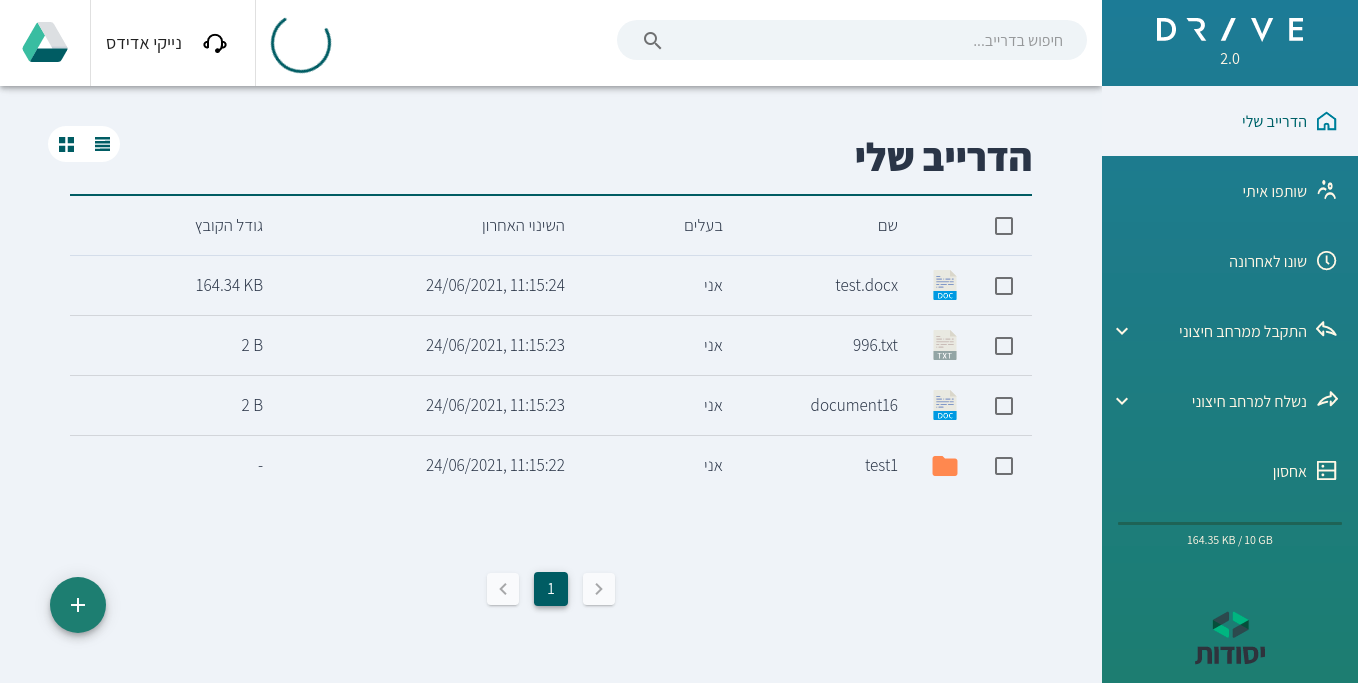 DRIVE
2.0
חיפוש בדרייב...
נייקי אדידס
הדרייב שלי
שותפו איתי
שונו לאחרונה
התקבל ממרחב חיצוני
נשלח למרחב חיצוני
אחסון
164.35 KB / 10 GB
יסודות
הדרייב שלי
שם בעלים השינוי האחרון גודל הקובץ
DOC test.docx אני 24/06/2021, 11:15:24 164.34 KB
TXT 996.txt אני 24/06/2021, 11:15:23 2 B
DOC document16 אני 24/06/2021, 11:15:23 2 B
test1 אני 24/06/2021, 11:15:22 -
1